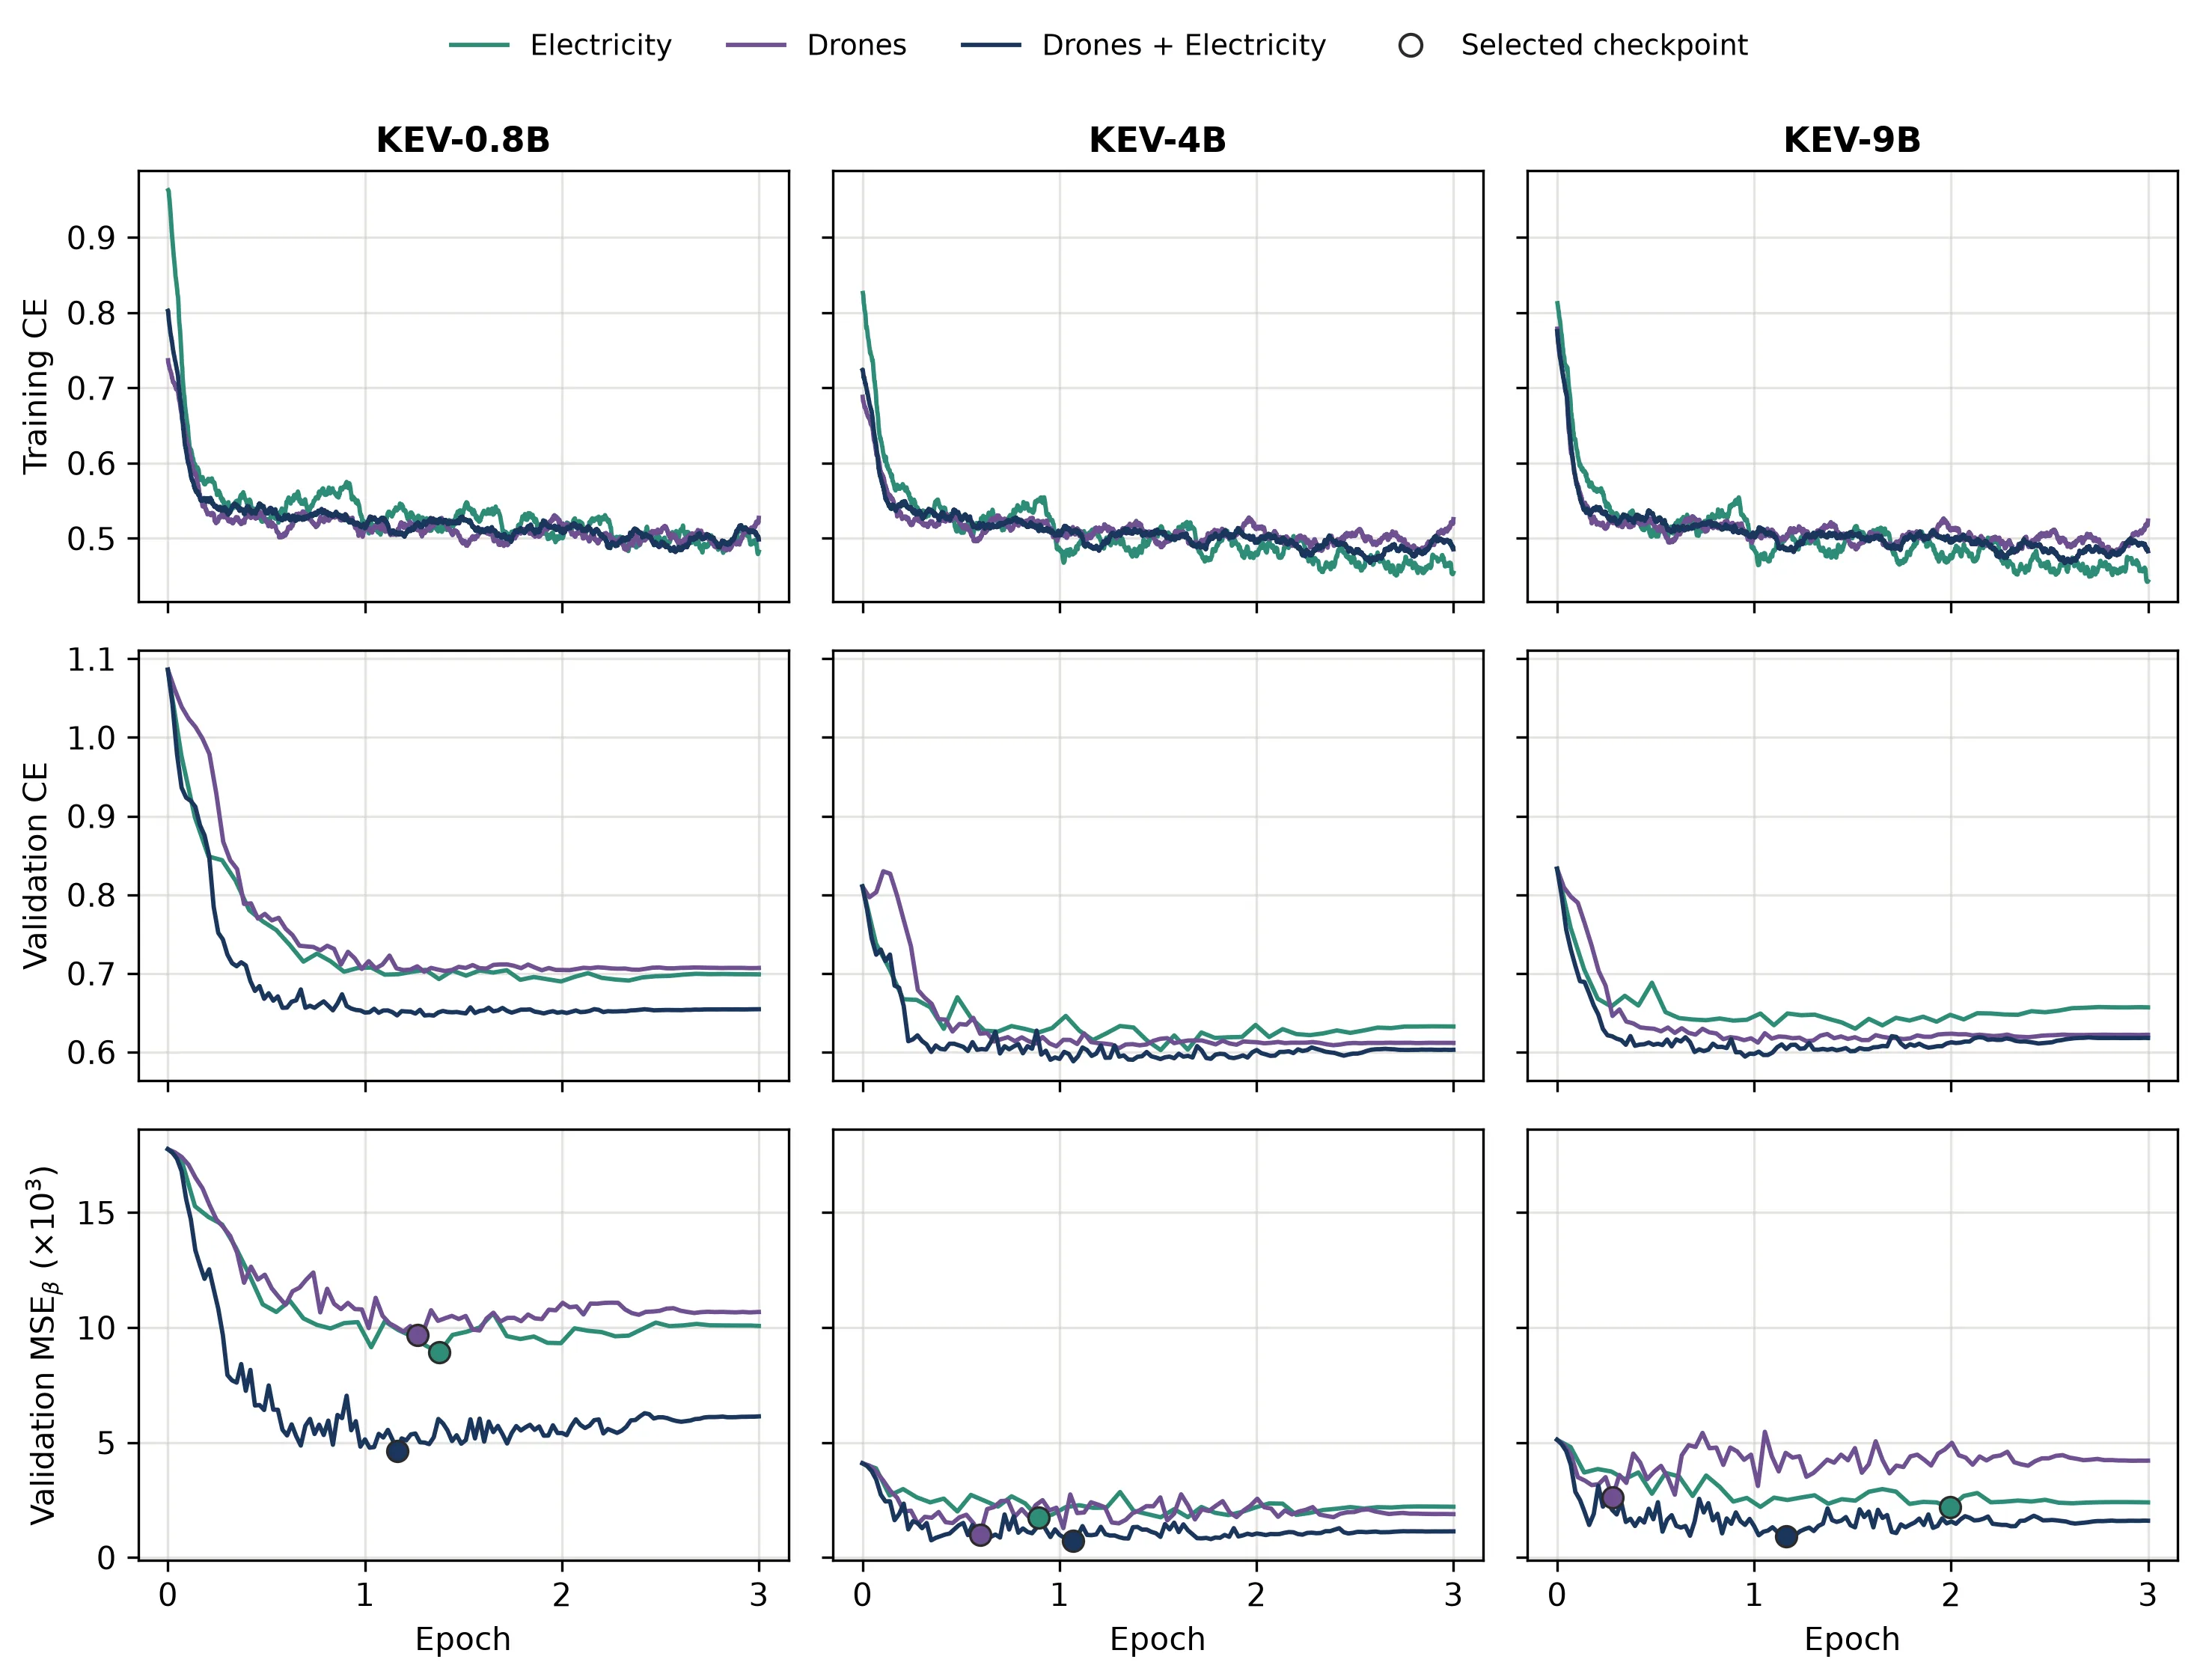 Electricity Drones Drones + Electricity Selected checkpoint
KEV-0.8B KEV-4B KEV-9B
Training CE
0.9
0.8
0.7
0.6
0.5
Validation CE
1.1
1.0
0.9
0.8
0.7
0.6
Validation MSEβ (×10³)
15
10
5
0
0 1 2 3 0 1 2 3 0 1 2 3
Epoch Epoch Epoch